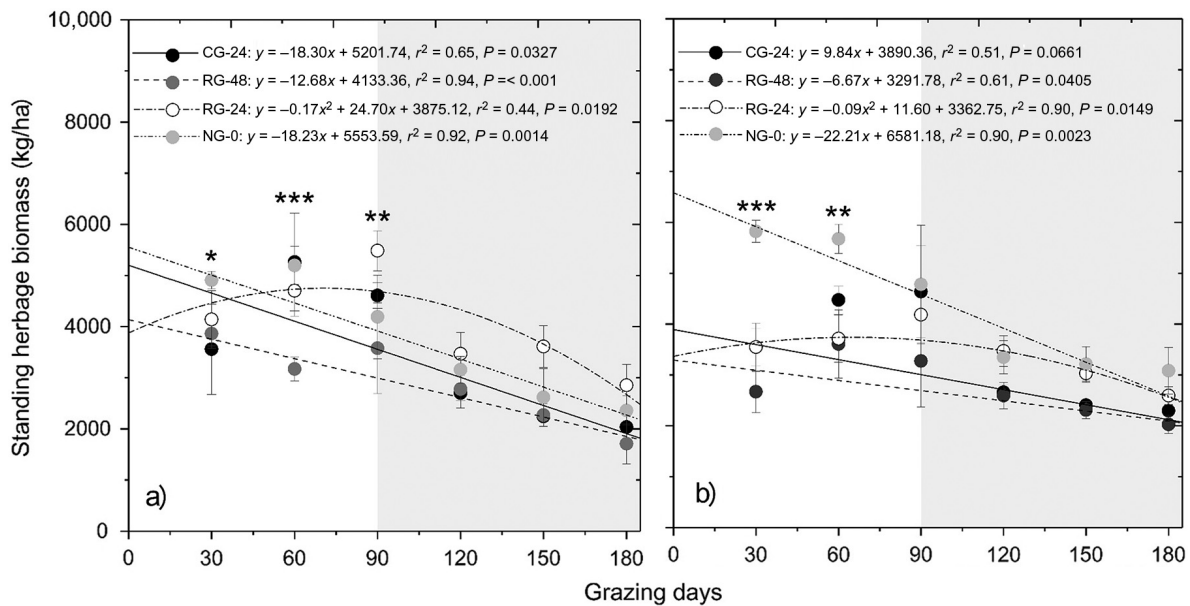 Standing herbage biomass (kg/ha)
10,000
8000
6000
4000
2000
0
CG-24: y = –18.30x + 5201.74, r² = 0.65, P = 0.0327
RG-48: y = –12.68x + 4133.36, r² = 0.94, P =< 0.001
RG-24: y = –0.17x² + 24.70x + 3875.12, r² = 0.44, P = 0.0192
NG-0: y = –18.23x + 5553.59, r² = 0.92, P = 0.0014
*
***
**
a)
0 30 60 90 120 150 180
CG-24: y = 9.84x + 3890.36, r² = 0.51, P = 0.0661
RG-48: y = –6.67x + 3291.78, r² = 0.61, P = 0.0405
RG-24: y = –0.09x² + 11.60 + 3362.75, r² = 0.90, P = 0.0149
NG-0: y = –22.21x + 6581.18, r² = 0.90, P = 0.0023
***
**
b)
0 30 60 90 120 150 180
Grazing days